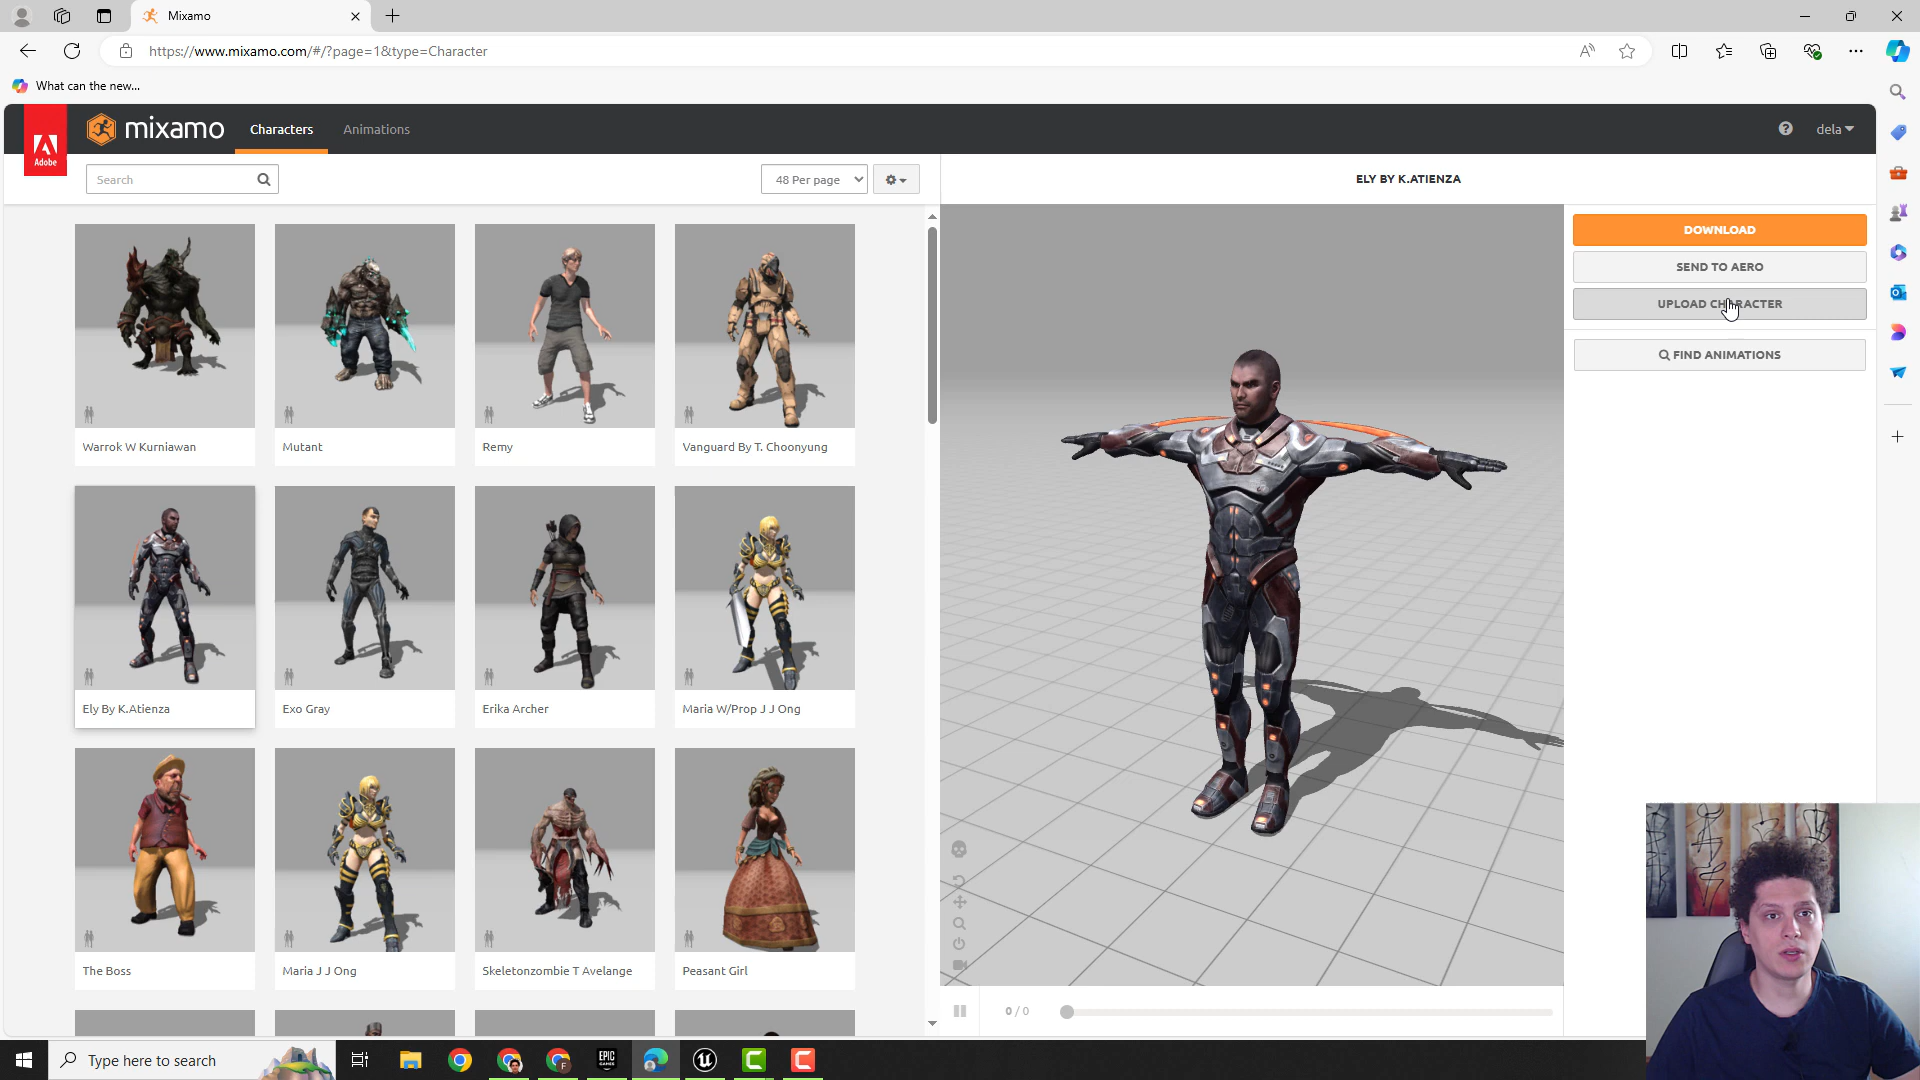 Mixamo
https://www.mixamo.com/#/?page=1&type=Character
What can the new...
Adobe
mixamo
Characters
Animations
dela
Search
48 Per page
ELY BY K.ATIENZA
DOWNLOAD
SEND TO AERO
UPLOAD CHARACTER
FIND ANIMATIONS
Warrok W Kurniawan
Mutant
Remy
Vanguard By T. Choonyung
Ely By K.Atienza
Exo Gray
Erika Archer
Maria W/Prop J J Ong
The Boss
Maria J J Ong
Skeletonzombie T Avelange
Peasant Girl
0 / 0
Type here to search
EPIC
GAMES